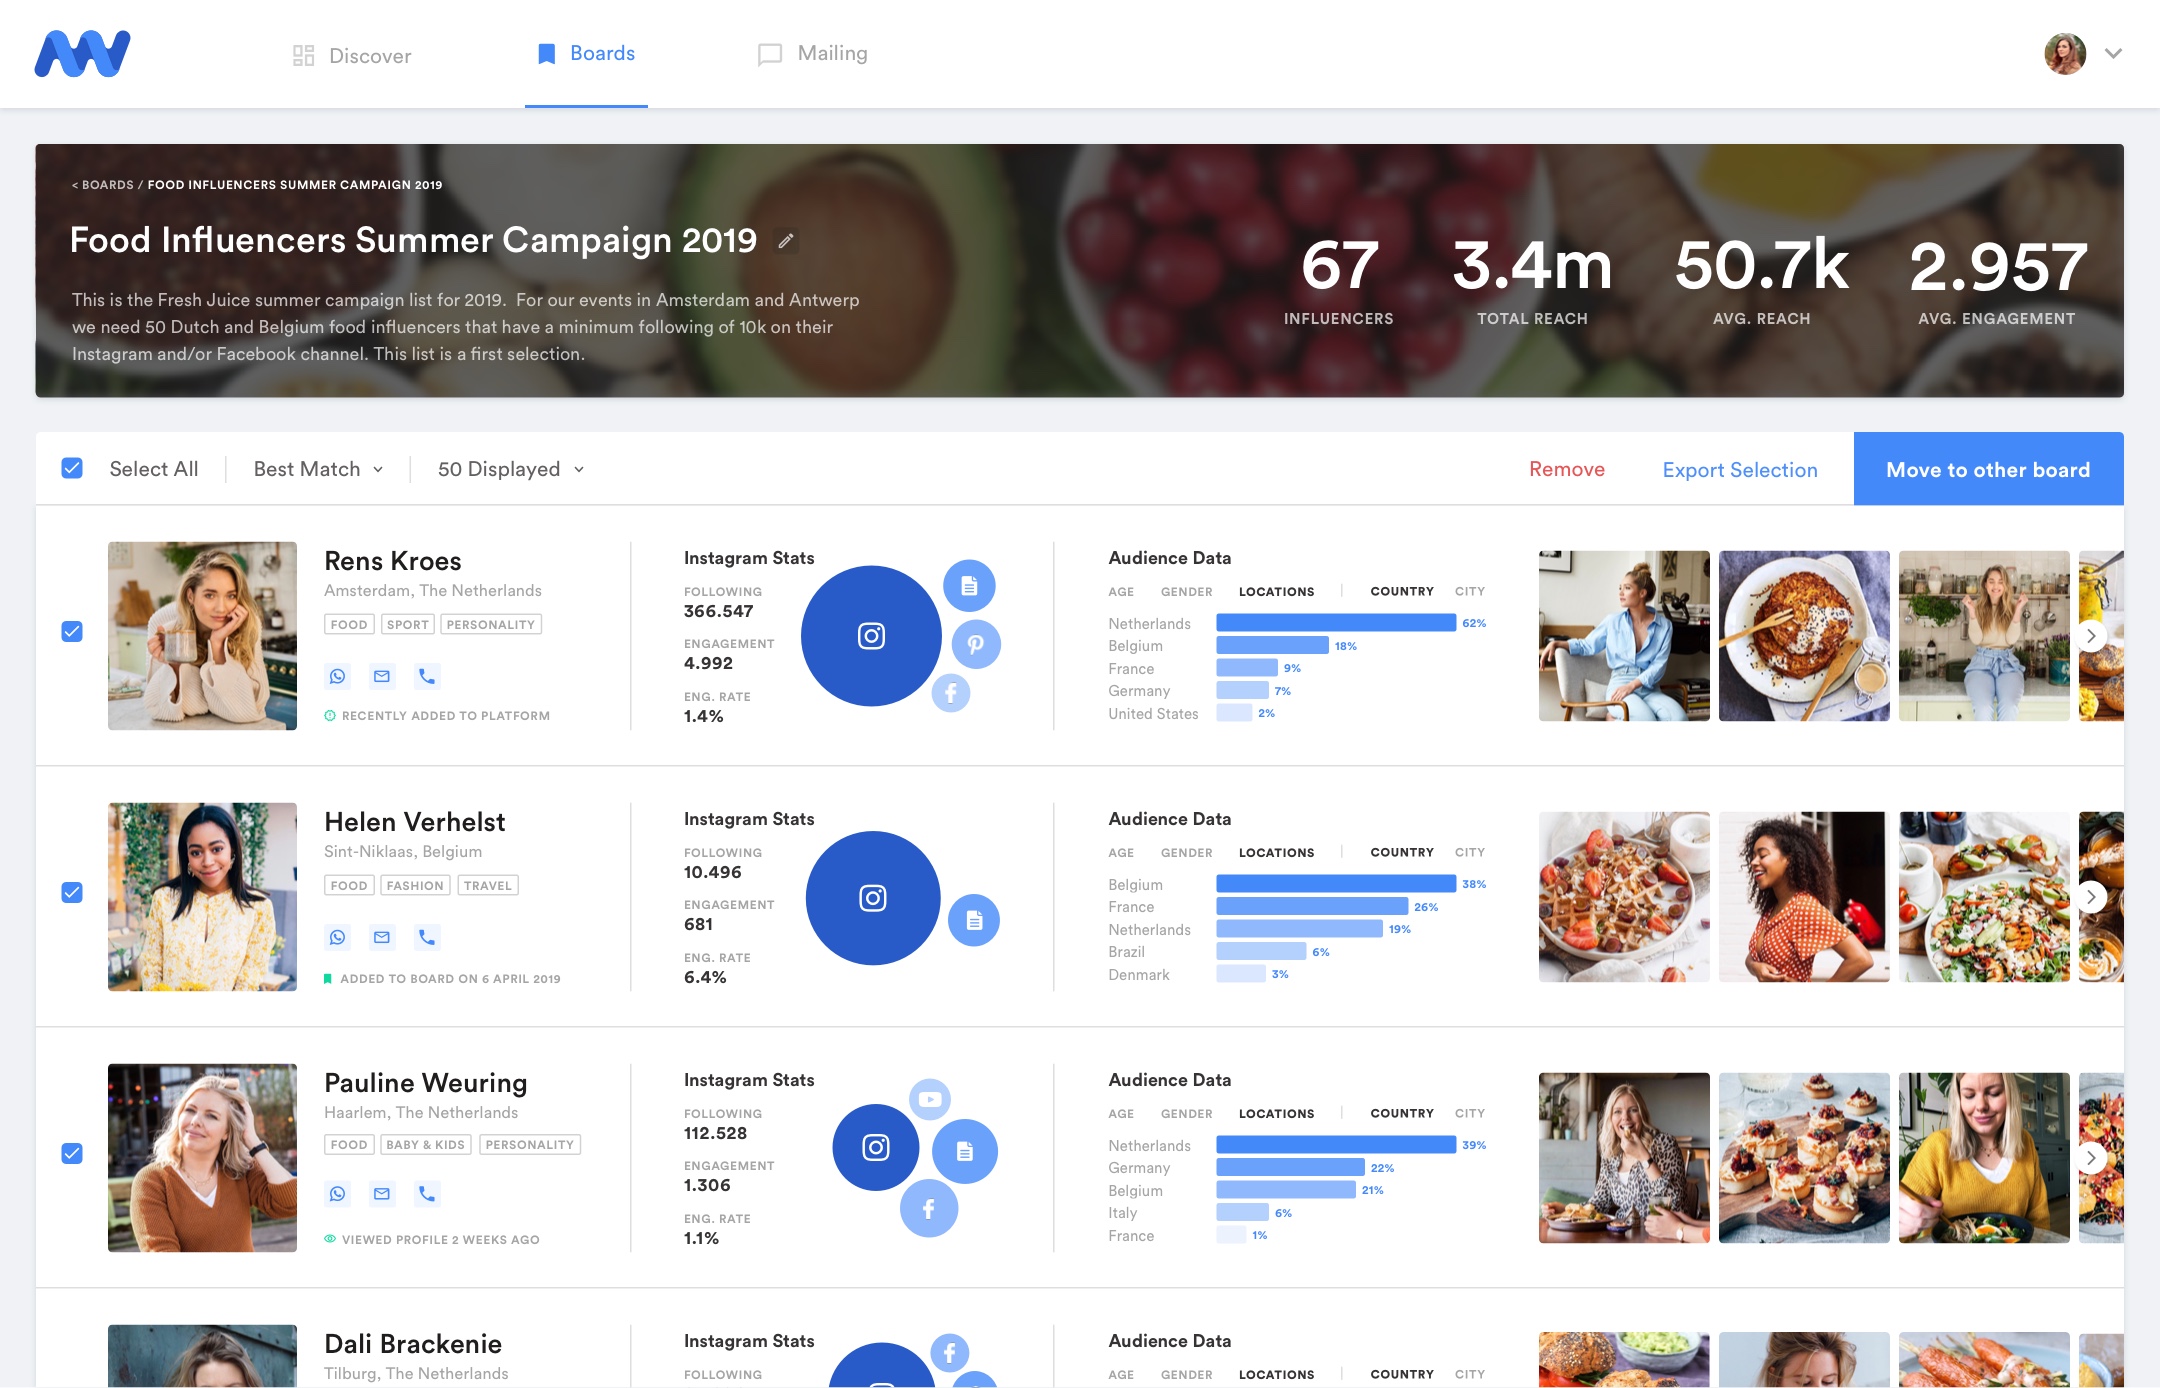 Discover
Boards
Mailing
< BOARDS / FOOD INFLUENCERS SUMMER CAMPAIGN 2019
Food Influencers Summer Campaign 2019
This is the Fresh Juice summer campaign list for 2019. For our events in Amsterdam and Antwerp
we need 50 Dutch and Belgium food influencers that have a minimum following of 10k on their
Instagram and/or Facebook channel. This list is a first selection.
67
INFLUENCERS
3.4m
TOTAL REACH
50.7k
AVG. REACH
2.957
AVG. ENGAGEMENT
Select All
Best Match
50 Displayed
Remove
Export Selection
Move to other board
Rens Kroes
Amsterdam, The Netherlands
FOOD SPORT PERSONALITY
RECENTLY ADDED TO PLATFORM
Instagram Stats
FOLLOWING
366.547
ENGAGEMENT
4.992
ENG. RATE
1.4%
Audience Data
AGE GENDER LOCATIONS | COUNTRY CITY
Netherlands 62%
Belgium 18%
France 9%
Germany 7%
United States 2%
Helen Verhelst
Sint-Niklaas, Belgium
FOOD FASHION TRAVEL
ADDED TO BOARD ON 6 APRIL 2019
Instagram Stats
FOLLOWING
10.496
ENGAGEMENT
681
ENG. RATE
6.4%
Audience Data
AGE GENDER LOCATIONS | COUNTRY CITY
Belgium 38%
France 26%
Netherlands 19%
Brazil 6%
Denmark 3%
Pauline Weuring
Haarlem, The Netherlands
FOOD BABY & KIDS PERSONALITY
VIEWED PROFILE 2 WEEKS AGO
Instagram Stats
FOLLOWING
112.528
ENGAGEMENT
1.306
ENG. RATE
1.1%
Audience Data
AGE GENDER LOCATIONS | COUNTRY CITY
Netherlands 39%
Germany 22%
Belgium 21%
Italy 6%
France 1%
Dali Brackenie
Tilburg, The Netherlands
Instagram Stats
FOLLOWING
Audience Data
AGE GENDER LOCATIONS | COUNTRY CITY